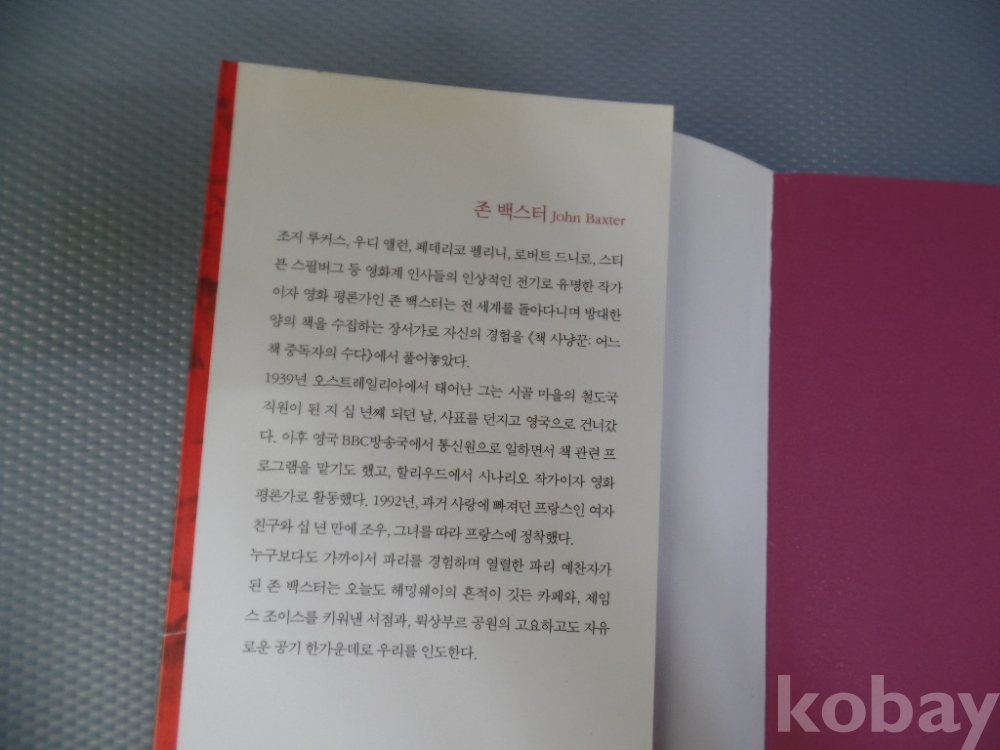 존 백스터 John Baxter
조지 루커스, 우디 앨런, 페데리코 펠리니, 로버트 드니로, 스티
븐 스필버그 등 영화계 인사들의 인상적인 전기로 유명한 작가
이자 영화 평론가인 존 백스터는 전 세계를 돌아다니며 방대한
양의 책을 수집하는 장서가로 자신의 경험을 《책 사냥꾼: 어느
책 중독자의 수다》에서 풀어놓았다.
1939년 오스트레일리아에서 태어난 그는 시골 마을의 철도국
직원이 된 지 십 년째 되던 날, 사표를 던지고 영국으로 건너갔
다. 이후 영국 BBC방송국에서 통신원으로 일하면서 책 관련 프
로그램을 맡기도 했고, 할리우드에서 시나리오 작가이자 영화
평론가로 활동했다. 1992년, 과거 사랑에 빠졌던 프랑스인 여자
친구와 십 년 만에 조우, 그녀를 따라 프랑스에 정착했다.
누구보다도 가까이서 파리를 경험하며 열렬한 파리 예찬자가
된 존 백스터는 오늘도 헤밍웨이의 흔적이 깃든 카페와, 제임
스 조이스를 키워낸 서점과, 뤽상부르 공원의 고요하고도 자유
로운 공기 한가운데로 우리를 인도한다.
kobay